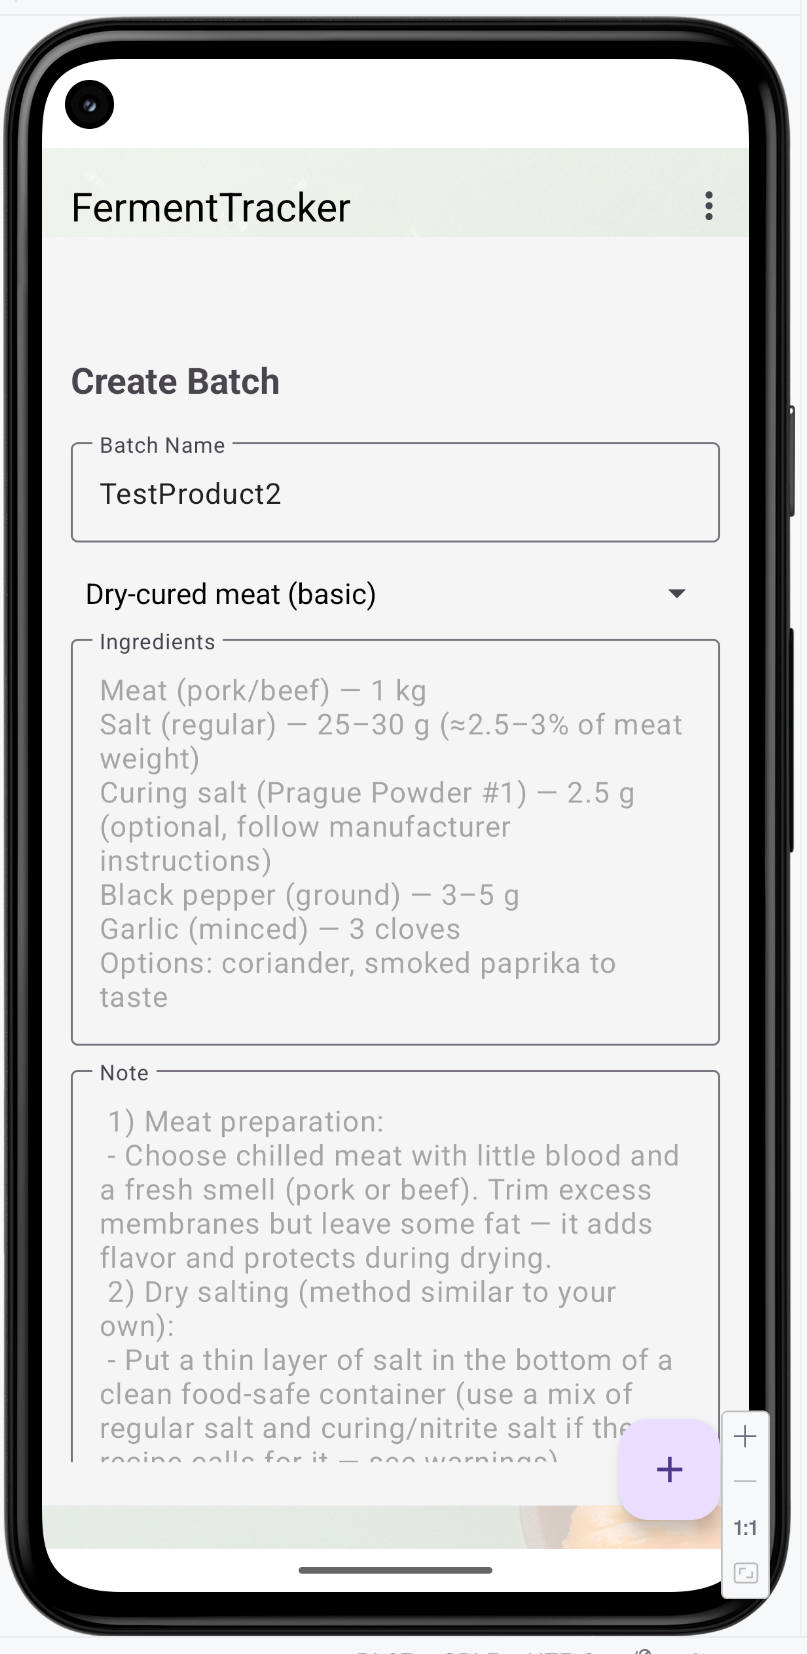 FermentTracker
Create Batch
Batch Name
TestProduct2
Dry-cured meat (basic)
Ingredients
Meat (pork/beef) — 1 kg
Salt (regular) — 25–30 g (≈2.5–3% of meat
weight)
Curing salt (Prague Powder #1) — 2.5 g
(optional, follow manufacturer
instructions)
Black pepper (ground) — 3–5 g
Garlic (minced) — 3 cloves
Options: coriander, smoked paprika to
taste
Note
1) Meat preparation:
- Choose chilled meat with little blood and
a fresh smell (pork or beef). Trim excess
membranes but leave some fat — it adds
flavor and protects during drying.
2) Dry salting (method similar to your
own):
- Put a thin layer of salt in the bottom of a
clean food-safe container (use a mix of
regular salt and curing/nitrite salt if the
recipe calls for it — see warnings)
+
1:1